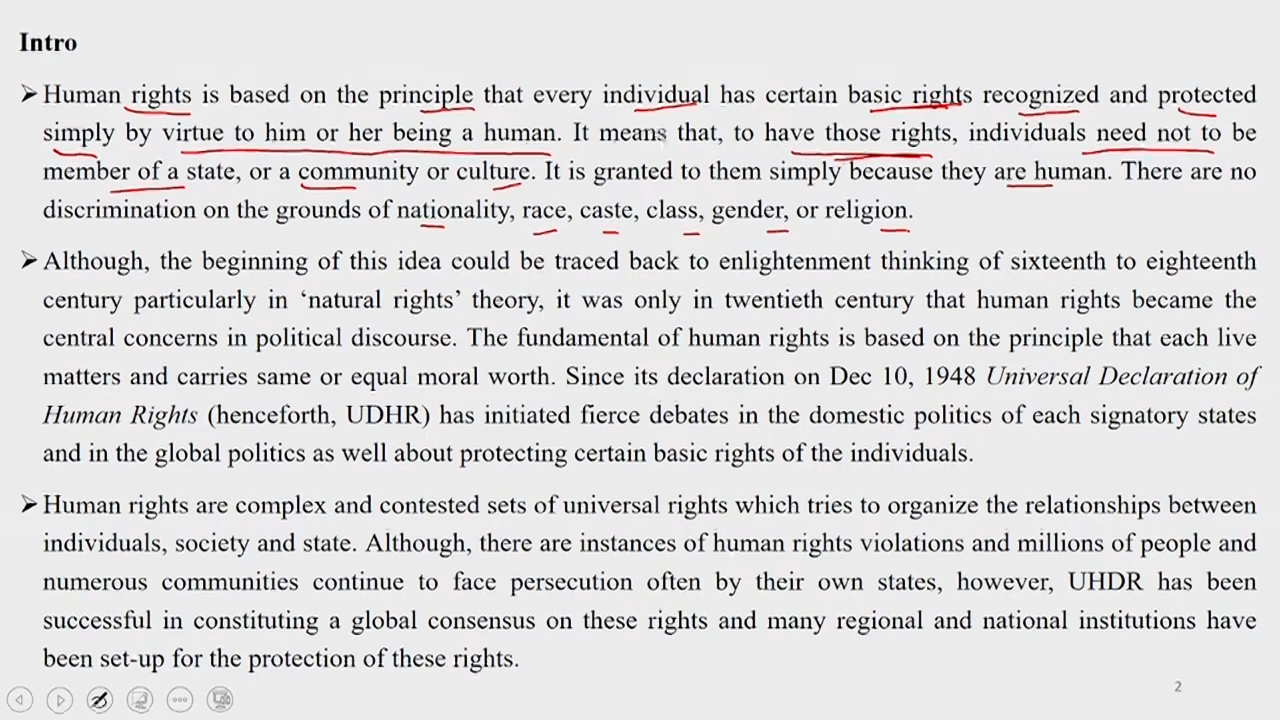 Intro
➤Human rights is based on the principle that every individual has certain basic rights recognized and protected
simply by virtue to him or her being a human. It means that, to have those rights, individuals need not to be
member of a state, or a community or culture. It is granted to them simply because they are human. There are no
discrimination on the grounds of nationality, race, caste, class, gender, or religion.
➤Although, the beginning of this idea could be traced back to enlightenment thinking of sixteenth to eighteenth
century particularly in ‘natural rights’ theory, it was only in twentieth century that human rights became the
central concerns in political discourse. The fundamental of human rights is based on the principle that each live
matters and carries same or equal moral worth. Since its declaration on Dec 10, 1948 Universal Declaration of
Human Rights (henceforth, UDHR) has initiated fierce debates in the domestic politics of each signatory states
and in the global politics as well about protecting certain basic rights of the individuals.
➤Human rights are complex and contested sets of universal rights which tries to organize the relationships between
individuals, society and state. Although, there are instances of human rights violations and millions of people and
numerous communities continue to face persecution often by their own states, however, UHDR has been
successful in constituting a global consensus on these rights and many regional and national institutions have
been set-up for the protection of these rights.
2